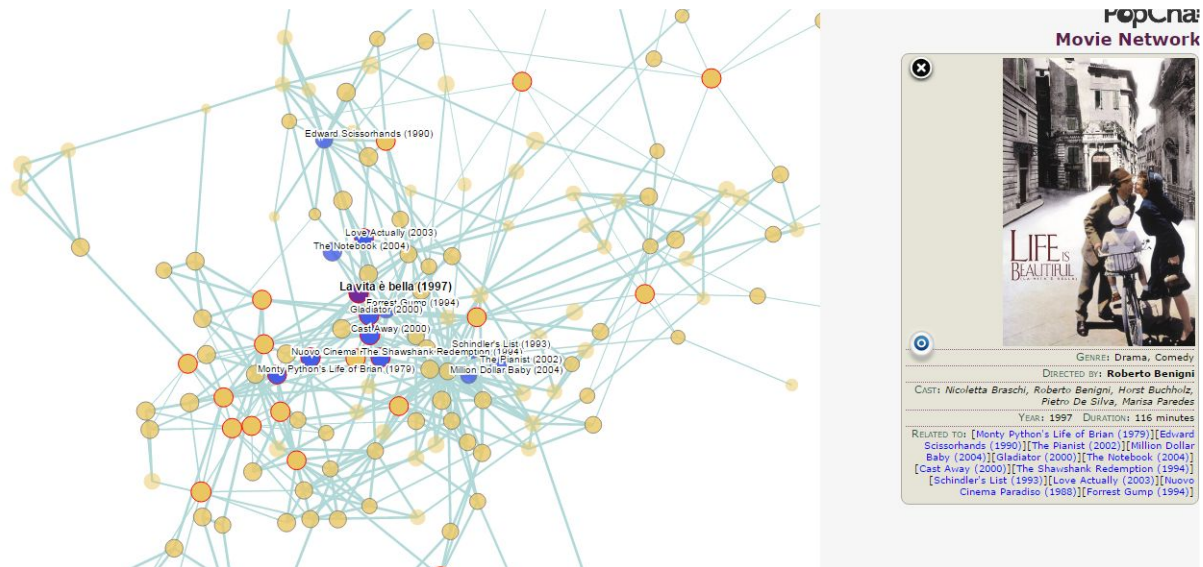 PopCha
Movie Network
Edward Scissorhands (1990)
Love Actually (2003)
The Notebook (2004)
La vita è bella (1997)
Forrest Gump (1994)
Gladiator (2000)
Cast Away (2000)
Schindler's List (1993)
Nuovo Cinema The Shawshank Redemption (1994)
The Pianist (2002)
Monty Python's Life of Brian (1979)
Million Dollar Baby (2004)
LIFE IS
BEAUTIFUL
GENRE: Drama, Comedy
DIRECTED BY: Roberto Benigni
CAST: Nicoletta Braschi, Roberto Benigni, Horst Buchholz,
Pietro De Silva, Marisa Paredes
YEAR: 1997 DURATION: 116 minutes
RELATED TO: [Monty Python's Life of Brian (1979)][Edward
Scissorhands (1990)][The Pianist (2002)][Million Dollar
Baby (2004)][Gladiator (2000)][The Notebook (2004)]
[Cast Away (2000)][The Shawshank Redemption (1994)]
[Schindler's List (1993)][Love Actually (2003)][Nuovo
Cinema Paradiso (1988)][Forrest Gump (1994)]